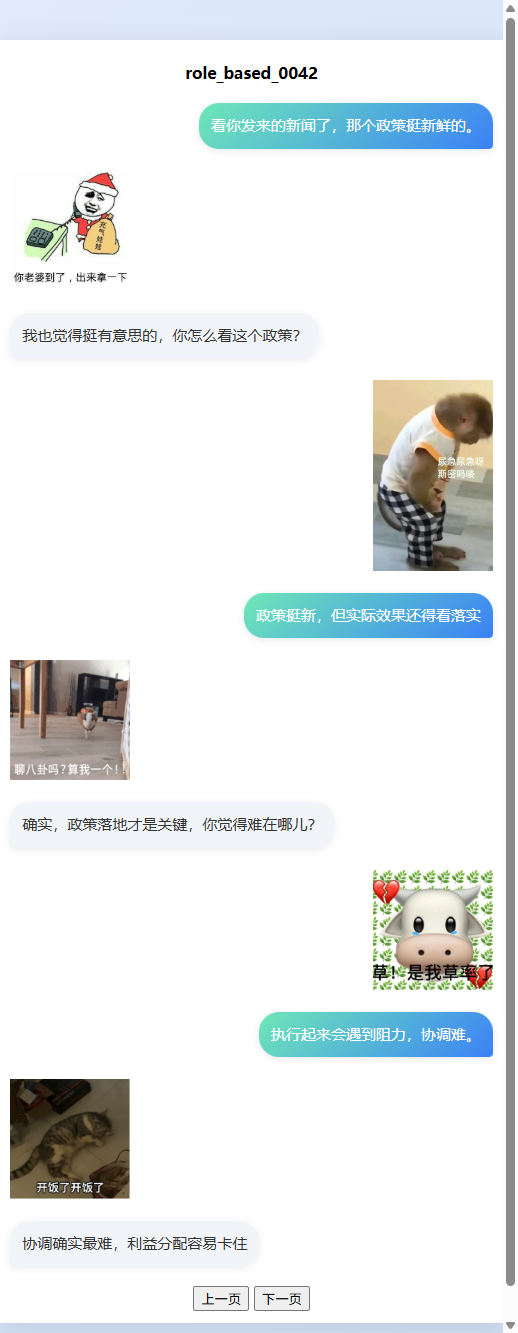 role_based_0042
看你发来的新闻了，那个政策挺新鲜的。
充气娃娃
你老婆到了，出来拿一下
我也觉得挺有意思的，你怎么看这个政策？
尿急尿急呀
斯密吗喽
政策挺新，但实际效果还得看落实
聊八卦吗？算我一个！！
确实，政策落地才是关键，你觉得难在哪儿？
草！是我草率了
执行起来会遇到阻力，协调难。
开饭了开饭了
协调确实最难，利益分配容易卡住
上一页 下一页